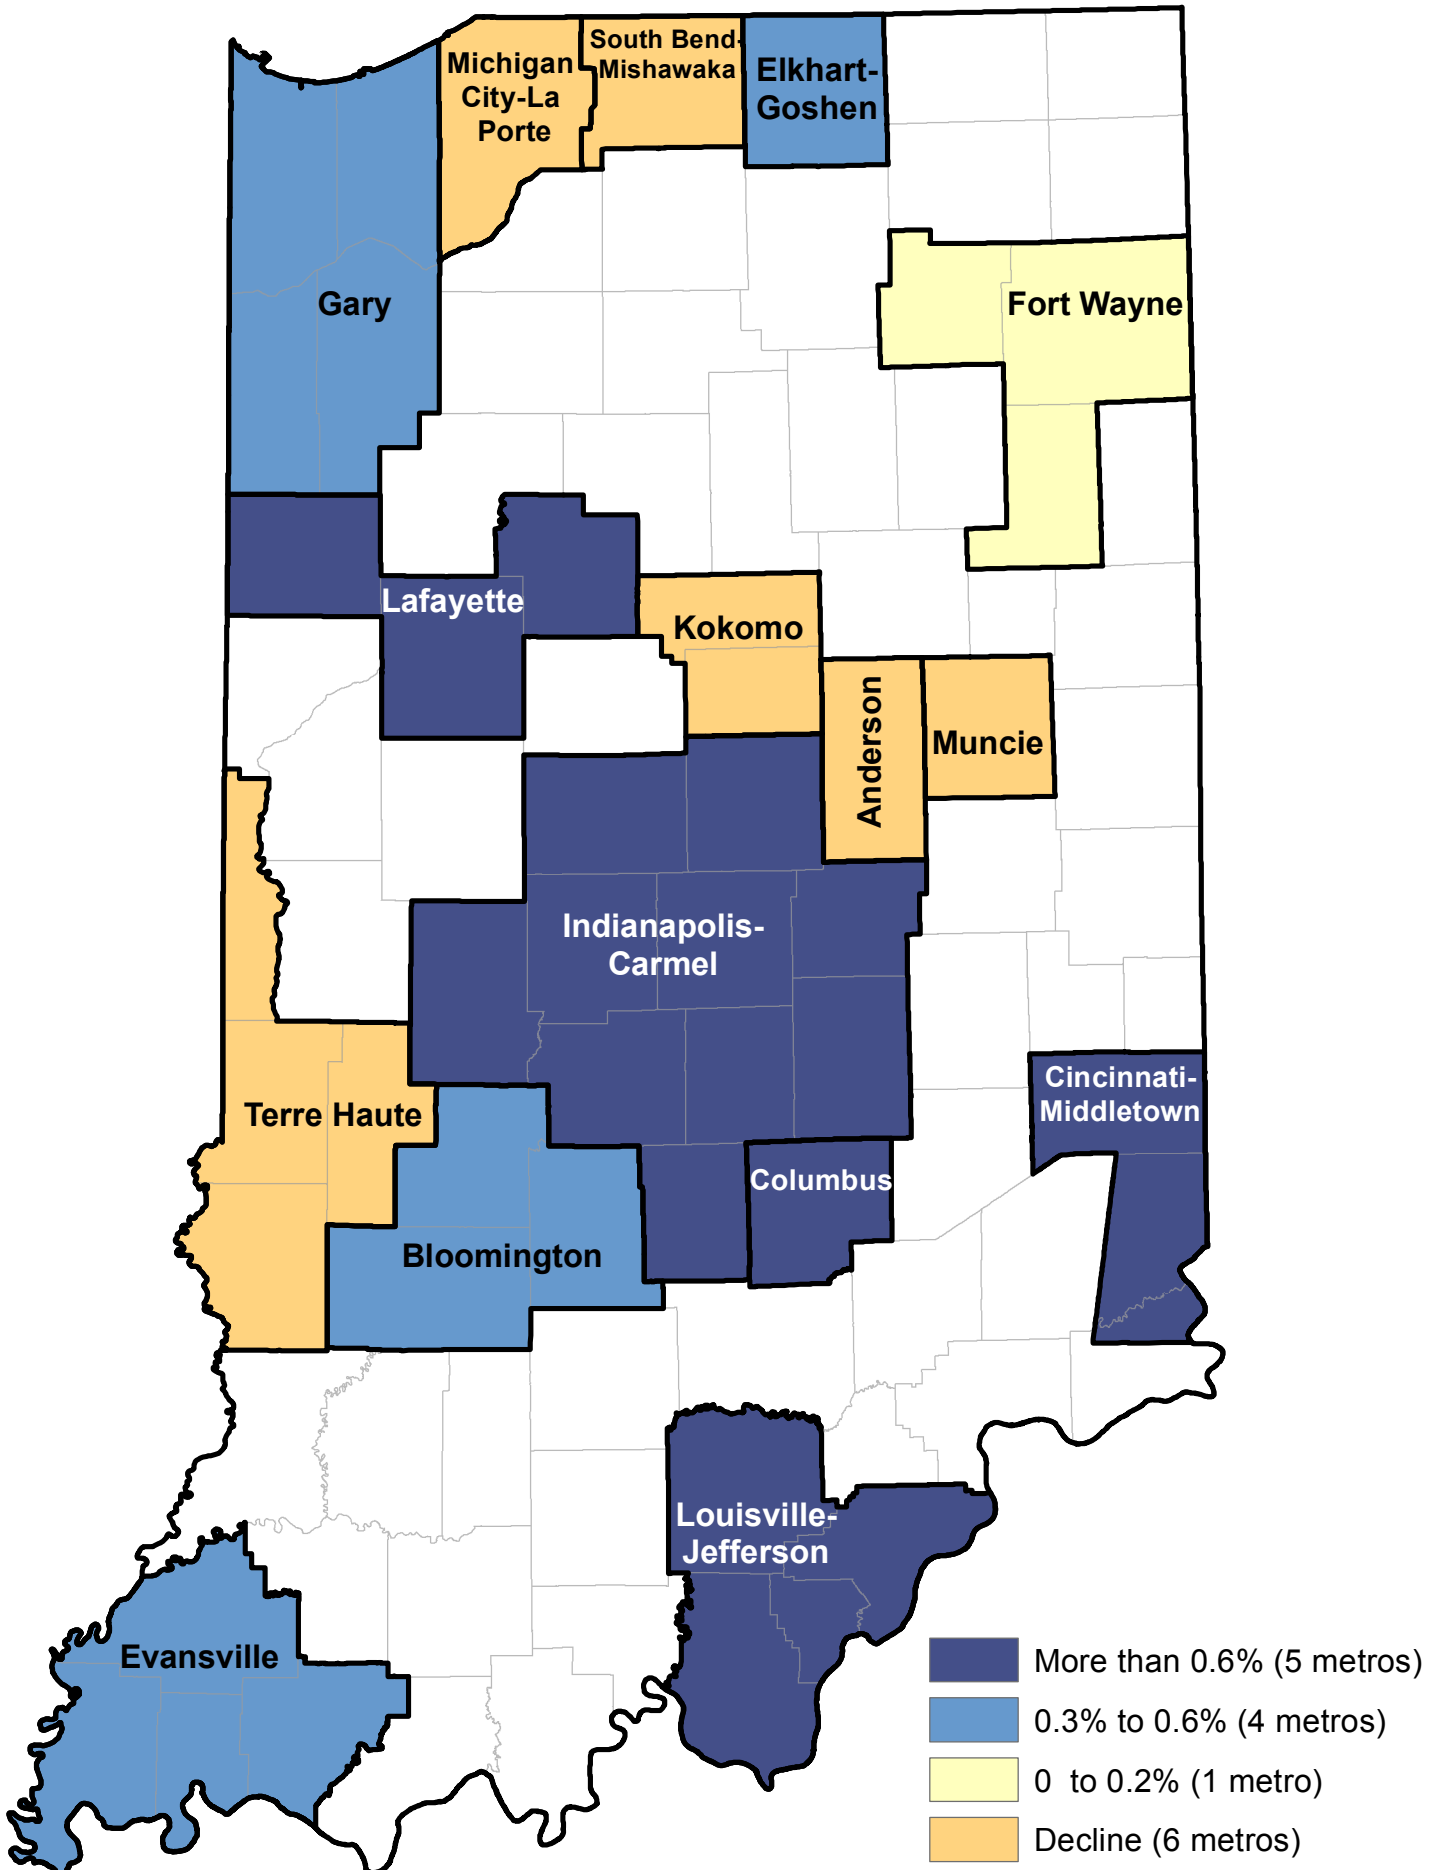 South Bend-
Mishawaka
Michigan
City-La
Porte
Elkhart-
Goshen
Gary
Fort Wayne
Lafayette
Kokomo
Anderson
Muncie
Indianapolis-
Carmel
Cincinnati-
Middletown
Terre Haute
Columbus
Bloomington
Louisville-
Jefferson
Evansville
More than 0.6% (5 metros)
0.3% to 0.6% (4 metros)
0  to 0.2% (1 metro)
Decline (6 metros)